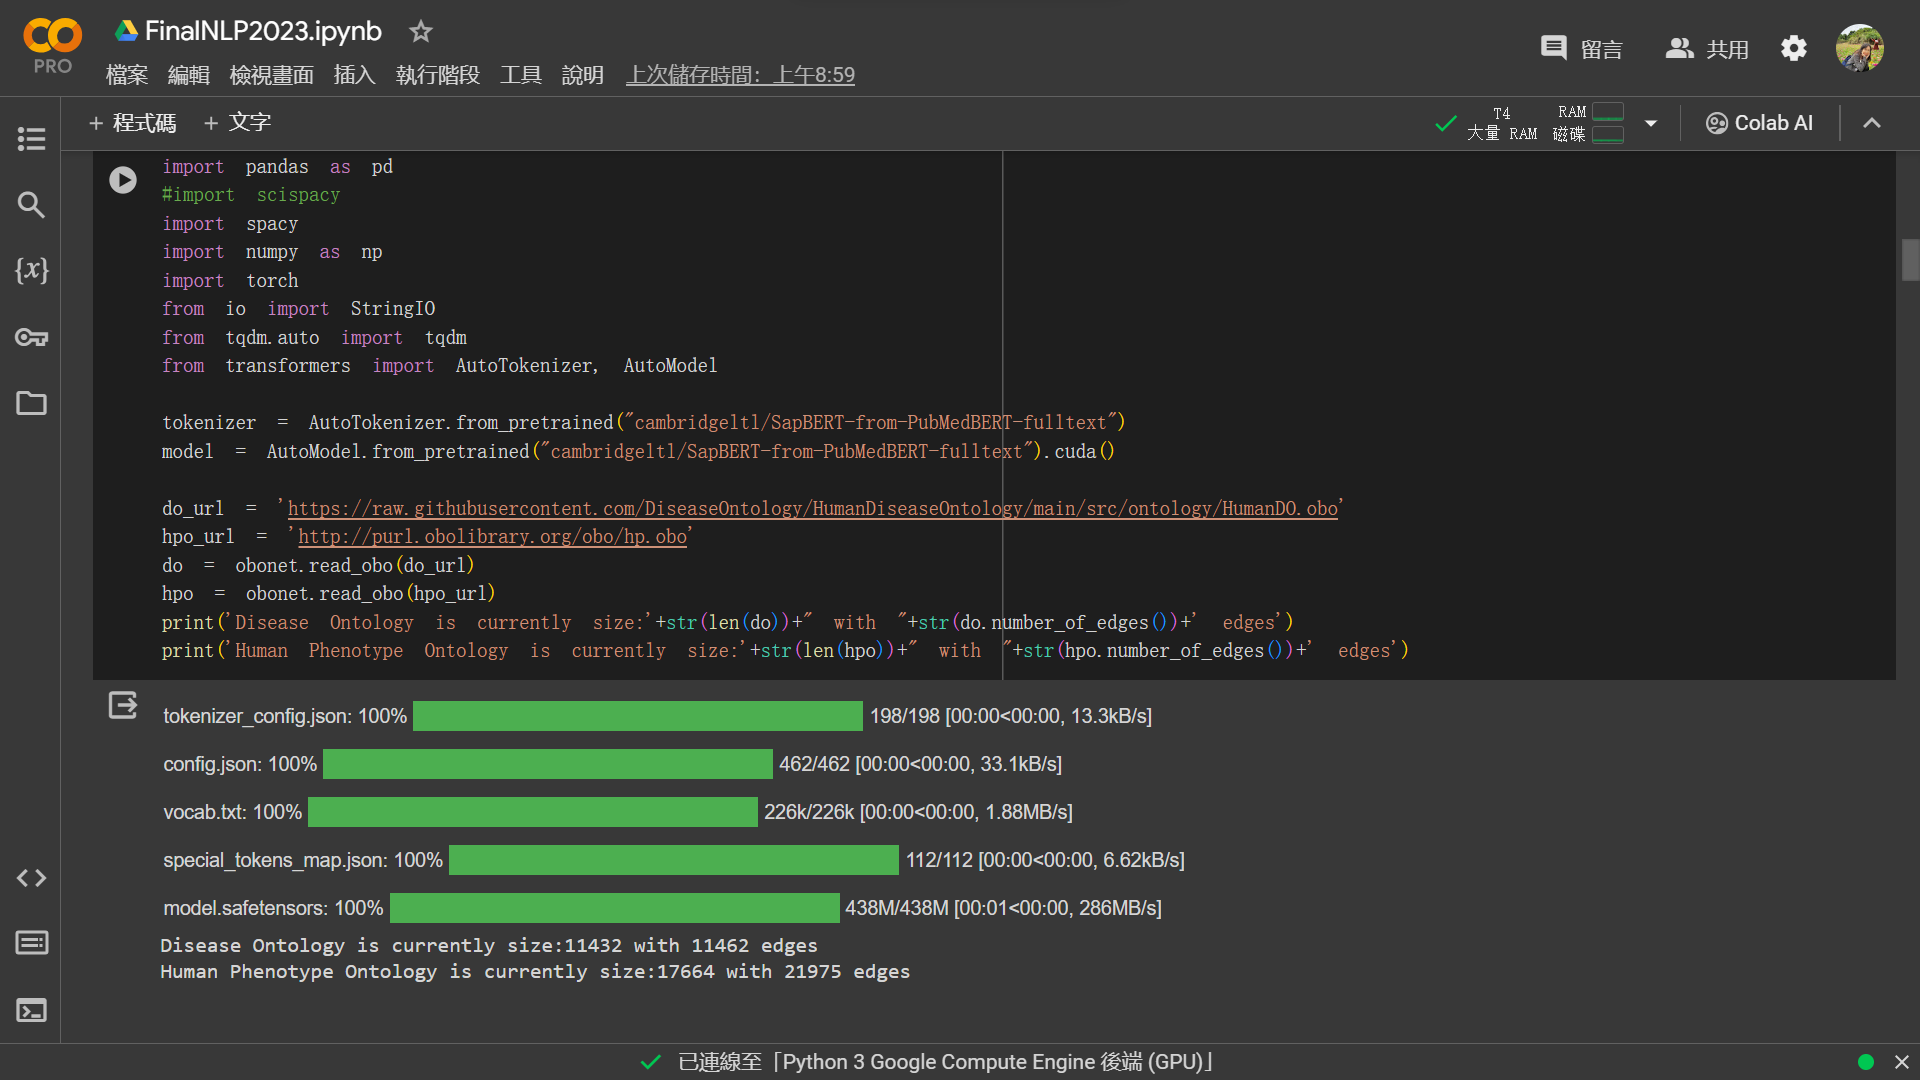 FinalNLP2023.ipynb
PRO
檔案 編輯 檢視畫面 插入 執行階段 工具 說明 上次儲存時間：上午8:59
留言 共用
+ 程式碼 + 文字
T4 RAM
大量 RAM 磁碟
Colab AI
{x}
import pandas as pd
#import scispacy
import spacy
import numpy as np
import torch
from io import StringIO
from tqdm.auto import tqdm
from transformers import AutoTokenizer, AutoModel
tokenizer = AutoTokenizer.from_pretrained("cambridgeltl/SapBERT-from-PubMedBERT-fulltext")
model = AutoModel.from_pretrained("cambridgeltl/SapBERT-from-PubMedBERT-fulltext").cuda()
do_url = 'https://raw.githubusercontent.com/DiseaseOntology/HumanDiseaseOntology/main/src/ontology/HumanDO.obo'
hpo_url = 'http://purl.obolibrary.org/obo/hp.obo'
do = obonet.read_obo(do_url)
hpo = obonet.read_obo(hpo_url)
print('Disease Ontology is currently size:'+str(len(do))+" with "+str(do.number_of_edges())+' edges')
print('Human Phenotype Ontology is currently size:'+str(len(hpo))+" with "+str(hpo.number_of_edges())+' edges')
tokenizer_config.json: 100% 198/198 [00:00<00:00, 13.3kB/s]
config.json: 100% 462/462 [00:00<00:00, 33.1kB/s]
vocab.txt: 100% 226k/226k [00:00<00:00, 1.88MB/s]
special_tokens_map.json: 100% 112/112 [00:00<00:00, 6.62kB/s]
model.safetensors: 100% 438M/438M [00:01<00:00, 286MB/s]
Disease Ontology is currently size:11432 with 11462 edges
Human Phenotype Ontology is currently size:17664 with 21975 edges
已連線至「Python 3 Google Compute Engine 後端 (GPU)」